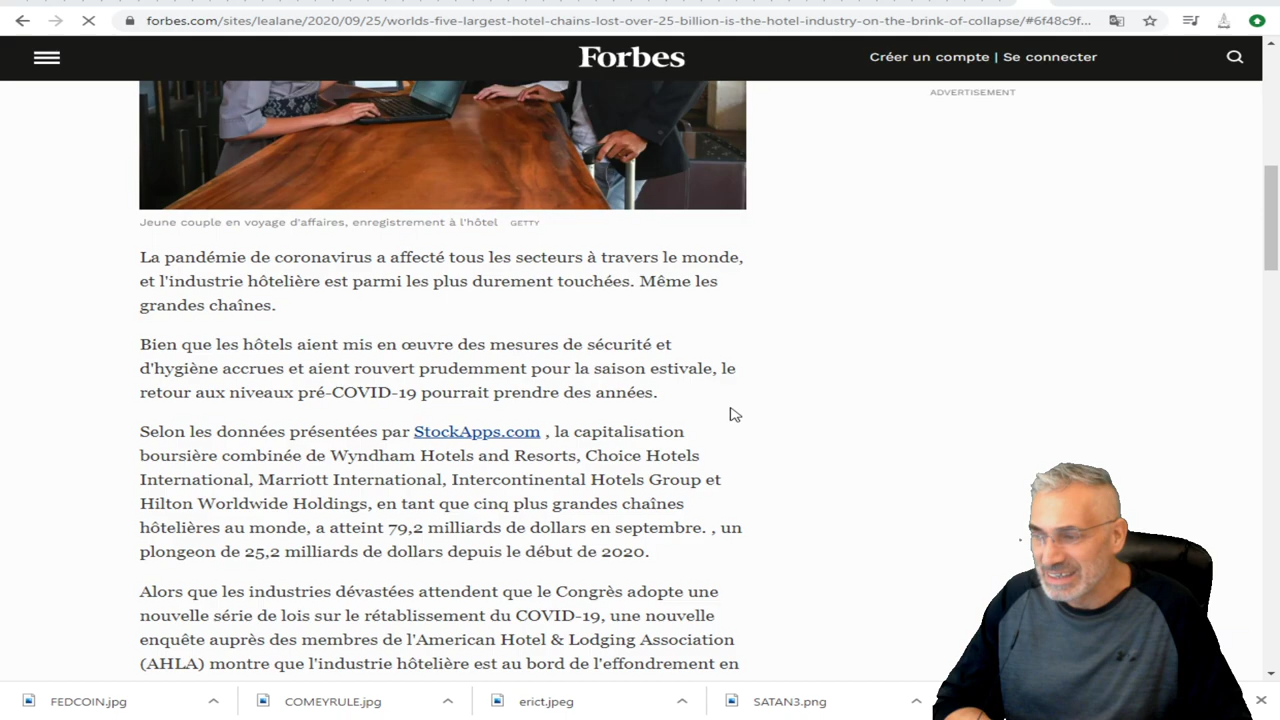 forbes.com/sites/lealane/2020/09/25/worlds-five-largest-hotel-chains-lost-over-25-billion-is-the-hotel-industry-on-the-brink-of-collapse/#6f48c9f...
Forbes
Créer un compte | Se connecter
ADVERTISEMENT
Jeune couple en voyage d'affaires, enregistrement à l'hôtel GETTY
La pandémie de coronavirus a affecté tous les secteurs à travers le monde,
et l'industrie hôtelière est parmi les plus durement touchées. Même les
grandes chaînes.
Bien que les hôtels aient mis en œuvre des mesures de sécurité et
d'hygiène accrues et aient rouvert prudemment pour la saison estivale, le
retour aux niveaux pré-COVID-19 pourrait prendre des années.
Selon les données présentées par StockApps.com , la capitalisation
boursière combinée de Wyndham Hotels and Resorts, Choice Hotels
International, Marriott International, Intercontinental Hotels Group et
Hilton Worldwide Holdings, en tant que cinq plus grandes chaînes
hôtelières au monde, a atteint 79,2 milliards de dollars en septembre. , un
plongeon de 25,2 milliards de dollars depuis le début de 2020.
Alors que les industries dévastées attendent que le Congrès adopte une
nouvelle série de lois sur le rétablissement du COVID-19, une nouvelle
enquête auprès des membres de l'American Hotel & Lodging Association
(AHLA) montre que l'industrie hôtelière est au bord de l'effondrement en
FEDCOIN.jpg
COMEYRULE.jpg
erict.jpeg
SATAN3.png